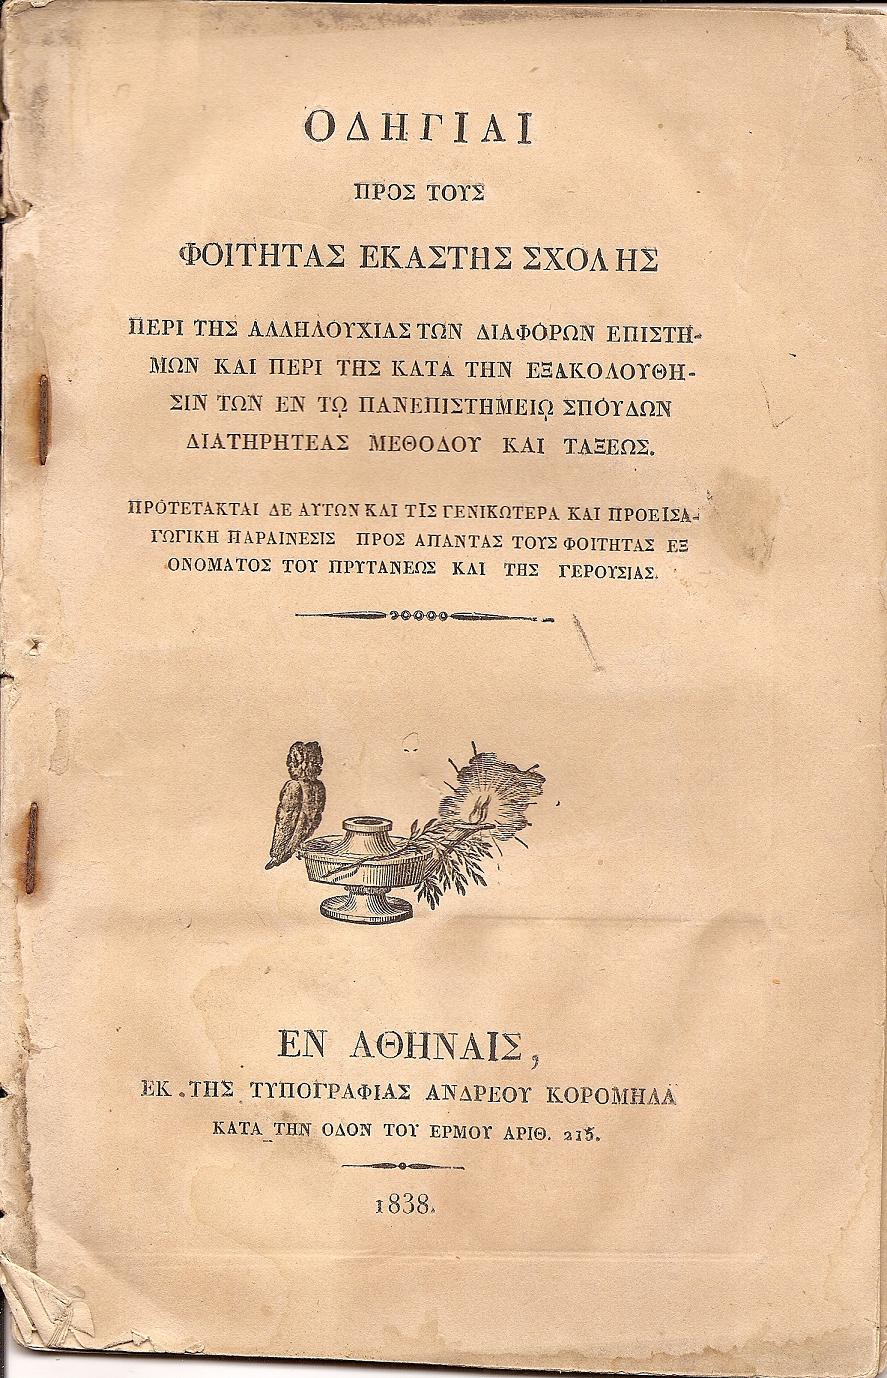 ΟΔΗΓΙΑΙ
ΠΡΟΣ ΤΟΥΣ
ΦΟΙΤΗΤΑΣ ΕΚΑΣΤΗΣ ΣΧΟΛΗΣ
ΠΕΡΙ ΤΗΣ ΑΛΛΗΛΟΥΧΙΑΣ ΤΩΝ ΔΙΑΦΟΡΩΝ ΕΠΙΣΤΗ-
ΜΩΝ ΚΑΙ ΠΕΡΙ ΤΗΣ ΚΑΤΑ ΤΗΝ ΕΞΑΚΟΛΟΥΘΗ-
ΣΙΝ ΤΩΝ ΕΝ Τῼ ΠΑΝΕΠΙΣΤΗΜΕΙῼ ΣΠΟΥΔΩΝ
ΔΙΑΤΗΡΗΤΕΑΣ ΜΕΘΟΔΟΥ ΚΑΙ ΤΑΞΕΩΣ.
ΠΡΟΤΕΤΑΚΤΑΙ ΔΕ ΑΥΤΩΝ ΚΑΙ ΤΙΣ ΓΕΝΙΚΩΤΕΡΑ ΚΑΙ ΠΡΟΕΙΣΑ-
ΓΩΓΙΚΗ ΠΑΡΑΙΝΕΣΙΣ ΠΡΟΣ ΑΠΑΝΤΑΣ ΤΟΥΣ ΦΟΙΤΗΤΑΣ ΕΞ
ΟΝΟΜΑΤΟΣ ΤΟΥ ΠΡΥΤΑΝΕΩΣ ΚΑΙ ΤΗΣ ΓΕΡΟΥΣΙΑΣ.
ΕΝ ΑΘΗΝΑΙΣ,
ΕΚ ΤΗΣ ΤΥΠΟΓΡΑΦΙΑΣ ΑΝΔΡΕΟΥ ΚΟΡΟΜΗΛΑ
ΚΑΤΑ ΤΗΝ ΟΔΟΝ ΤΟΥ ΕΡΜΟΥ ΑΡΙΘ. 215.
1838.